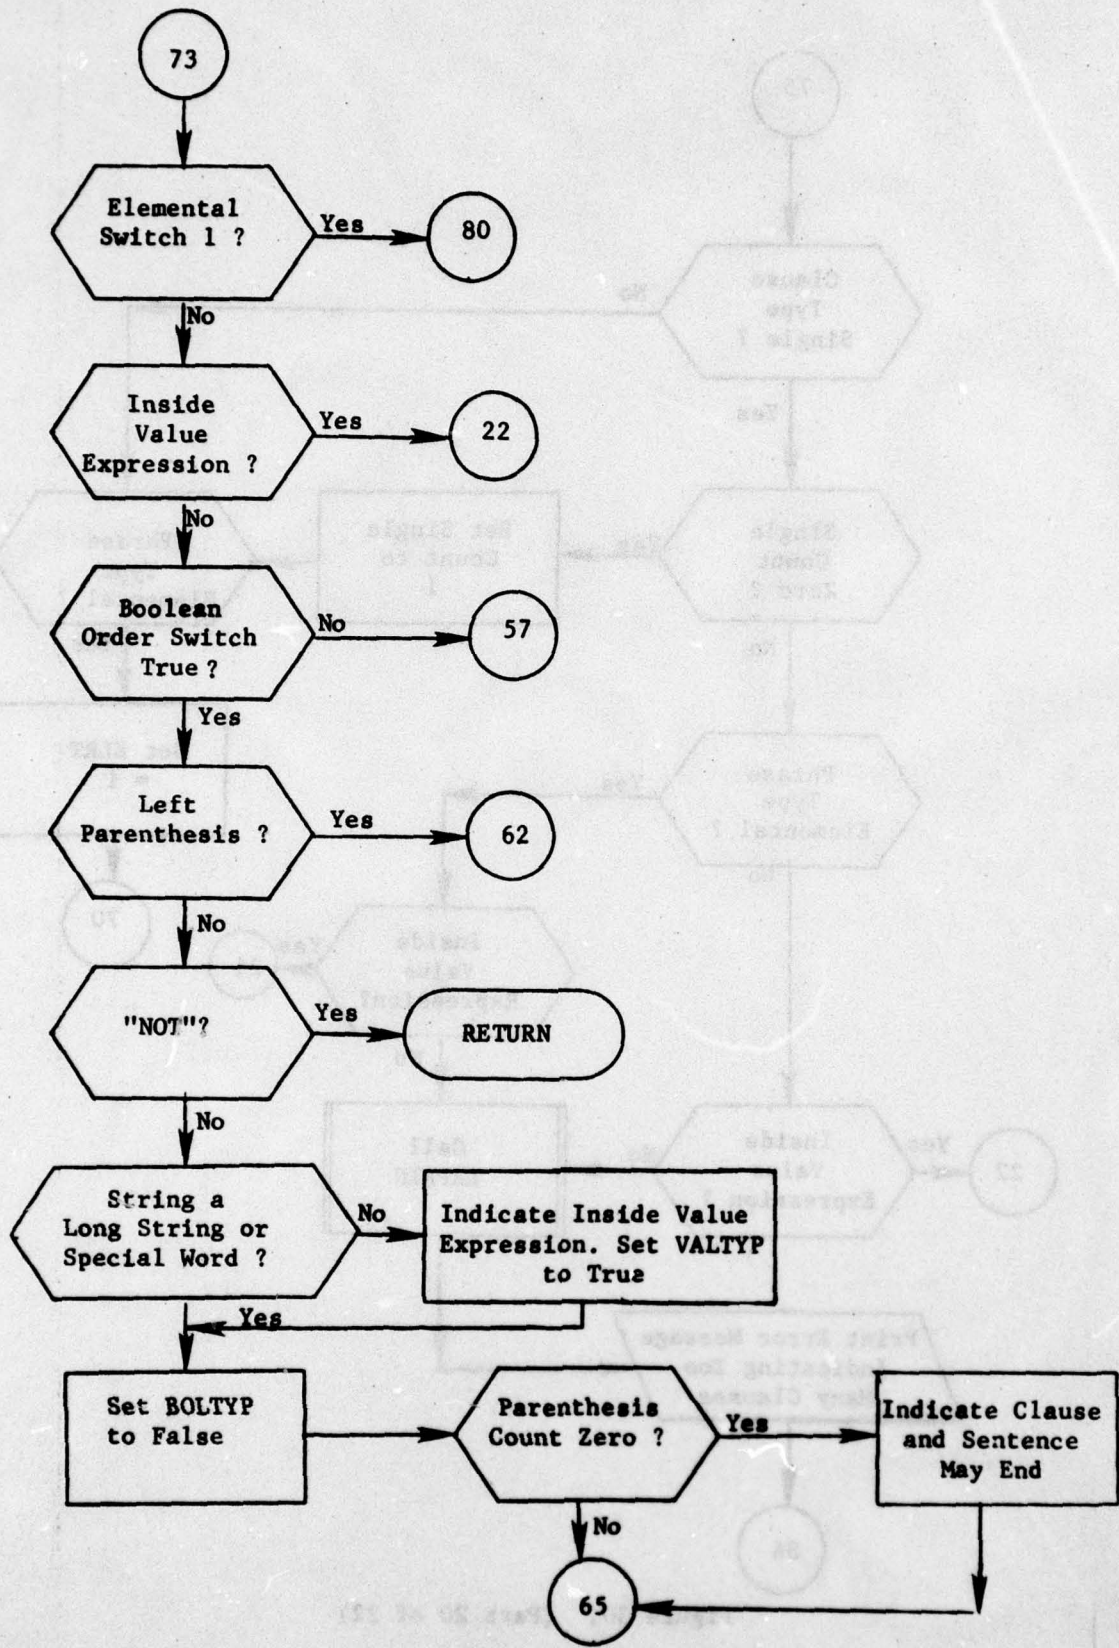 73
Elemental
Switch 1 ?
Yes
80
No
Inside
Value
Expression ?
Yes
22
No
Boolean
Order Switch
True ?
No
57
Yes
Left
Parenthesis ?
Yes
62
No
"NOT"?
Yes
RETURN
No
String a
Long String or
Special Word ?
No
Indicate Inside Value
Expression. Set VALTYP
to True
Yes
Set BOLTYP
to False
Parenthesis
Count Zero ?
Yes
Indicate Clause
and Sentence
May End
No
65